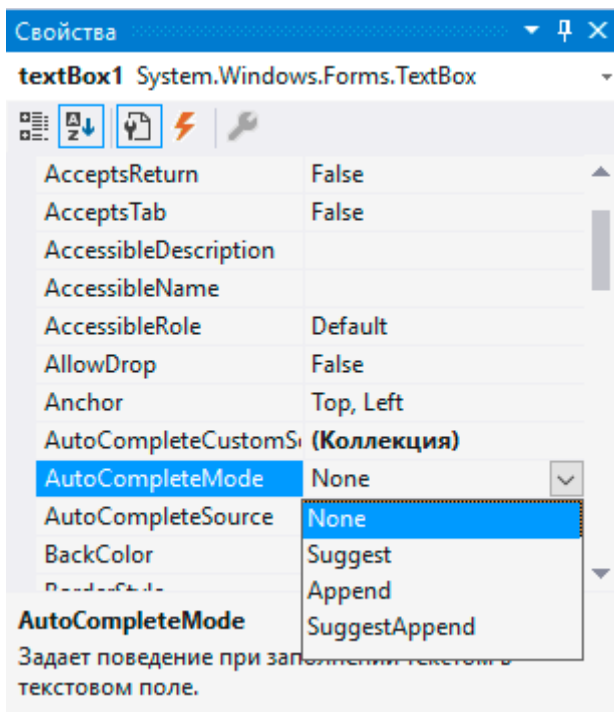 Свойства
textBox1 System.Windows.Forms.TextBox
AcceptsReturn False
AcceptsTab False
AccessibleDescription
AccessibleName
AccessibleRole Default
AllowDrop False
Anchor Top, Left
AutoCompleteCustomS (Коллекция)
AutoCompleteMode None
AutoCompleteSource None
BackColor Suggest
Append
AutoCompleteMode SuggestAppend
Задает поведение при
текстовом поле.